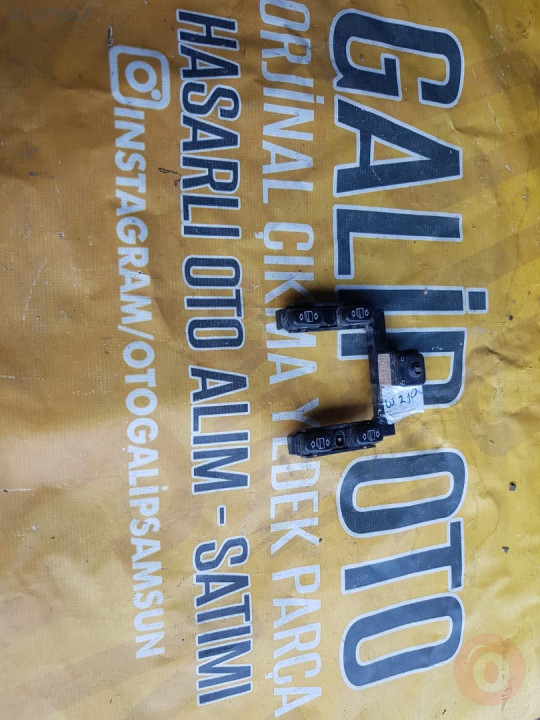 GALİP OTO
ORJİNAL ÇIKMA YEDEK PARÇA
HASARLI OTO ALIM - SATIMI
INSTAGRAM/OTOGALIPSAMSUN
W210